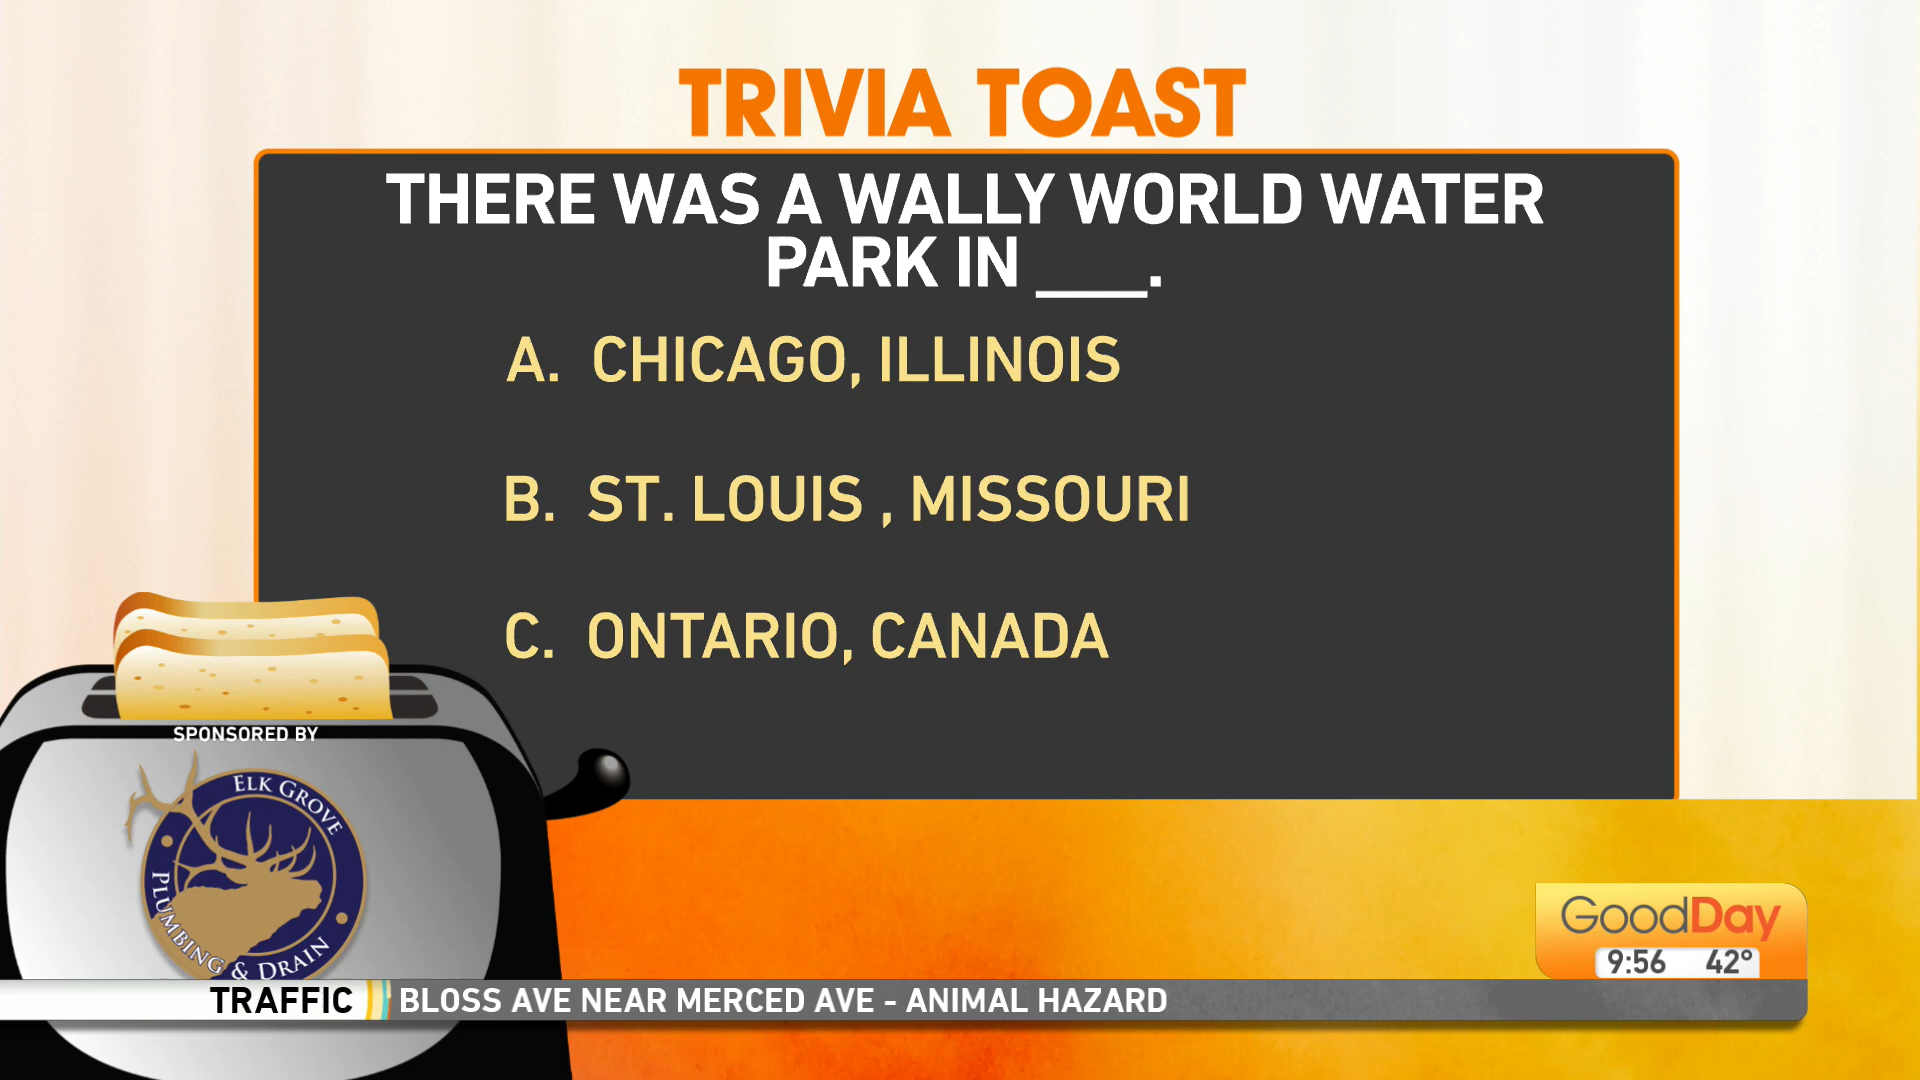 TRIVIA TOAST
THERE WAS A WALLY WORLD WATER
PARK IN ____.
A. CHICAGO, ILLINOIS
B. ST. LOUIS , MISSOURI
C. ONTARIO, CANADA
SPONSORED BY
ELK GROVE
PLUMBING & DRAIN
GoodDay
9:56 42°
TRAFFIC BLOSS AVE NEAR MERCED AVE - ANIMAL HAZARD